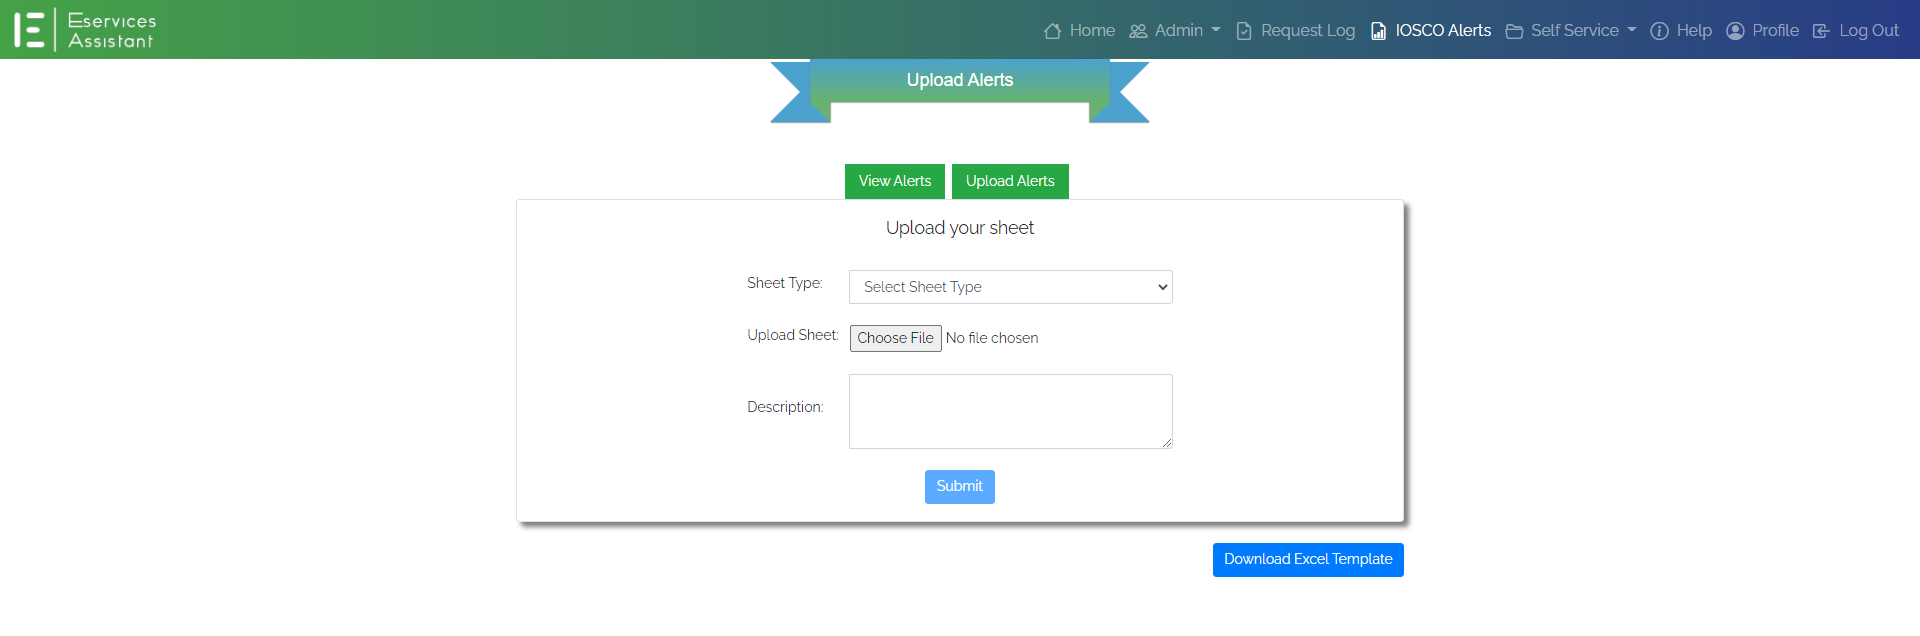 Eservices
Assistant
Home Admin Request Log IOSCO Alerts Self Service Help Profile Log Out
Upload Alerts
View Alerts Upload Alerts
Upload your sheet
Sheet Type: Select Sheet Type
Upload Sheet: Choose File No file chosen
Description:
Submit
Download Excel Template